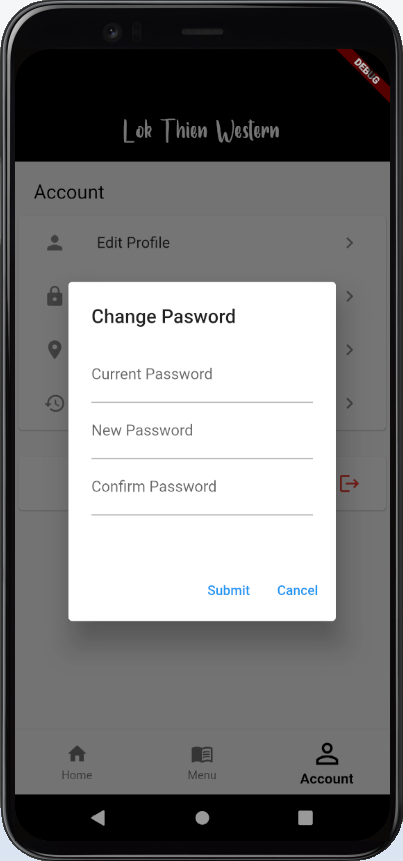 DEBUG
Lok Thien Western
Account
Edit Profile
Change Pasword
Current Password
New Password
Confirm Password
Submit
Cancel
Home
Menu
Account